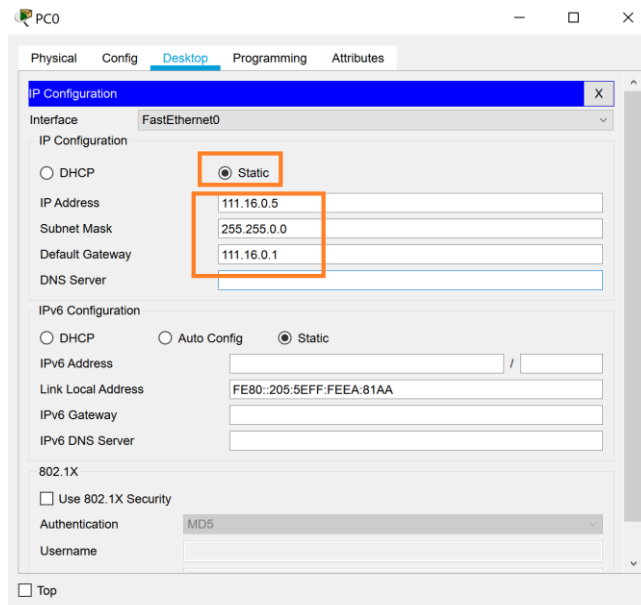 PC0
Physical Config Desktop Programming Attributes
IP Configuration X
Interface FastEthernet0
IP Configuration
DHCP Static
IP Address 111.16.0.5
Subnet Mask 255.255.0.0
Default Gateway 111.16.0.1
DNS Server
IPv6 Configuration
DHCP Auto Config Static
IPv6 Address /
Link Local Address FE80::205:5EFF:FEEA:81AA
IPv6 Gateway
IPv6 DNS Server
802.1X
Use 802.1X Security
Authentication MD5
Username
Top